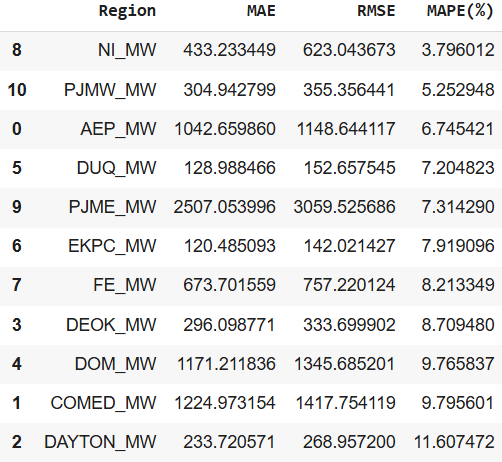 Region MAE RMSE MAPE(%)
8 NI_MW 433.233449 623.043673 3.796012
10 PJMW_MW 304.942799 355.356441 5.252948
0 AEP_MW 1042.659860 1148.644117 6.745421
5 DUQ_MW 128.988466 152.657545 7.204823
9 PJME_MW 2507.053996 3059.525686 7.314290
6 EKPC_MW 120.485093 142.021427 7.919096
7 FE_MW 673.701559 757.220124 8.213349
3 DEOK_MW 296.098771 333.699902 8.709480
4 DOM_MW 1171.211836 1345.685201 9.765837
1 COMED_MW 1224.973154 1417.754119 9.795601
2 DAYTON_MW 233.720571 268.957200 11.607472